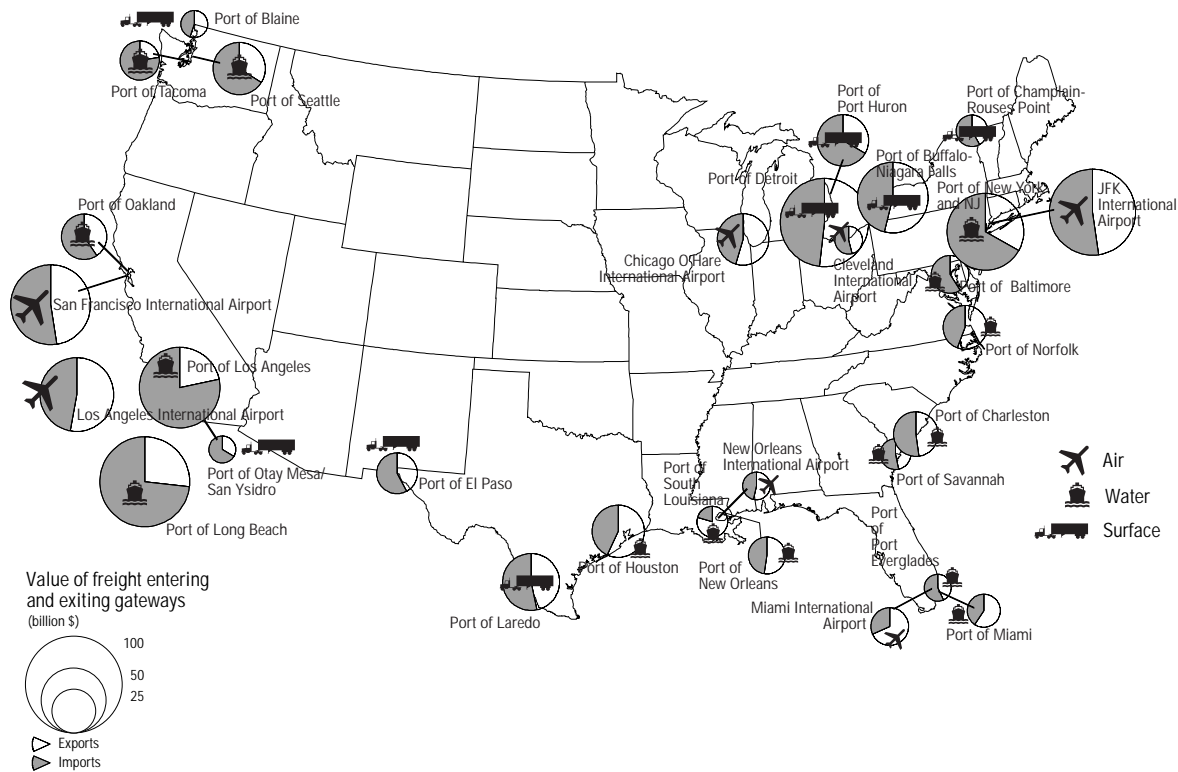 Port of Blaine
Port of Tacoma
Port of Seattle
Port of
Port Huron
Port of Champlain-
Rouses Point
Port of Detroit
Port of Buffalo-
Niagara Falls
Port of New York
and NJ
JFK
International
Airport
Port of Oakland
Chicago O'Hare
International Airport
Cleveland
International
Airport
Port of  Baltimore
San Francisco International Airport
Port of Norfolk
Port of Los Angeles
Los Angeles International Airport
Port of Charleston
New Orleans
International Airport
Port of Otay Mesa/
San Ysidro
Port of El Paso
Port of
South
Louisiana
Port of Savannah
Port of Long Beach
Port
of
Port
Everglades
Port of Houston
Port of
New Orleans
Port of Laredo
Miami International
Airport
Port of Miami
Air
Water
Surface
Value of freight entering
and exiting gateways
(billion $)
100
50
25
Exports
Imports